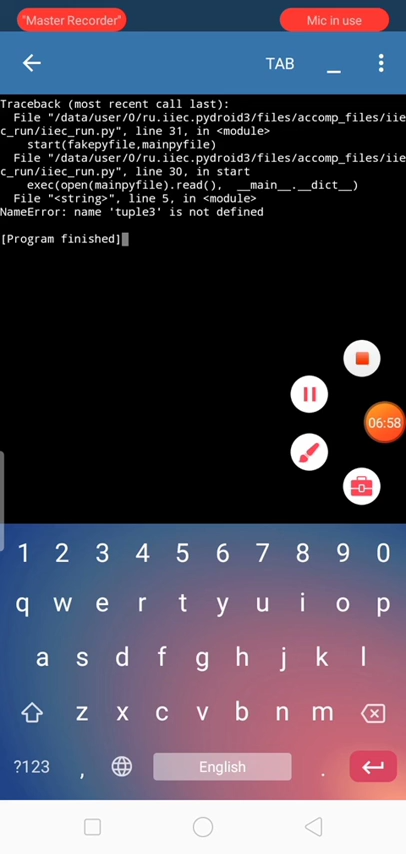 "Master Recorder" Mic in use
TAB _
Traceback (most recent call last):
File "/data/user/0/ru.iiec.pydroid3/files/accomp_files/iie
c_run/iiec_run.py", line 31, in <module>
start(fakepyfile,mainpyfile)
File "/data/user/0/ru.iiec.pydroid3/files/accomp_files/iie
c_run/iiec_run.py", line 30, in start
exec(open(mainpyfile).read(),  __main__.__dict__)
File "<string>", line 5, in <module>
NameError: name 'tuple3' is not defined
[Program finished]
06:58
1 2 3 4 5 6 7 8 9 0
q w e r t y u i o p
a s d f g h j k l
z x c v b n m
?123 , English .